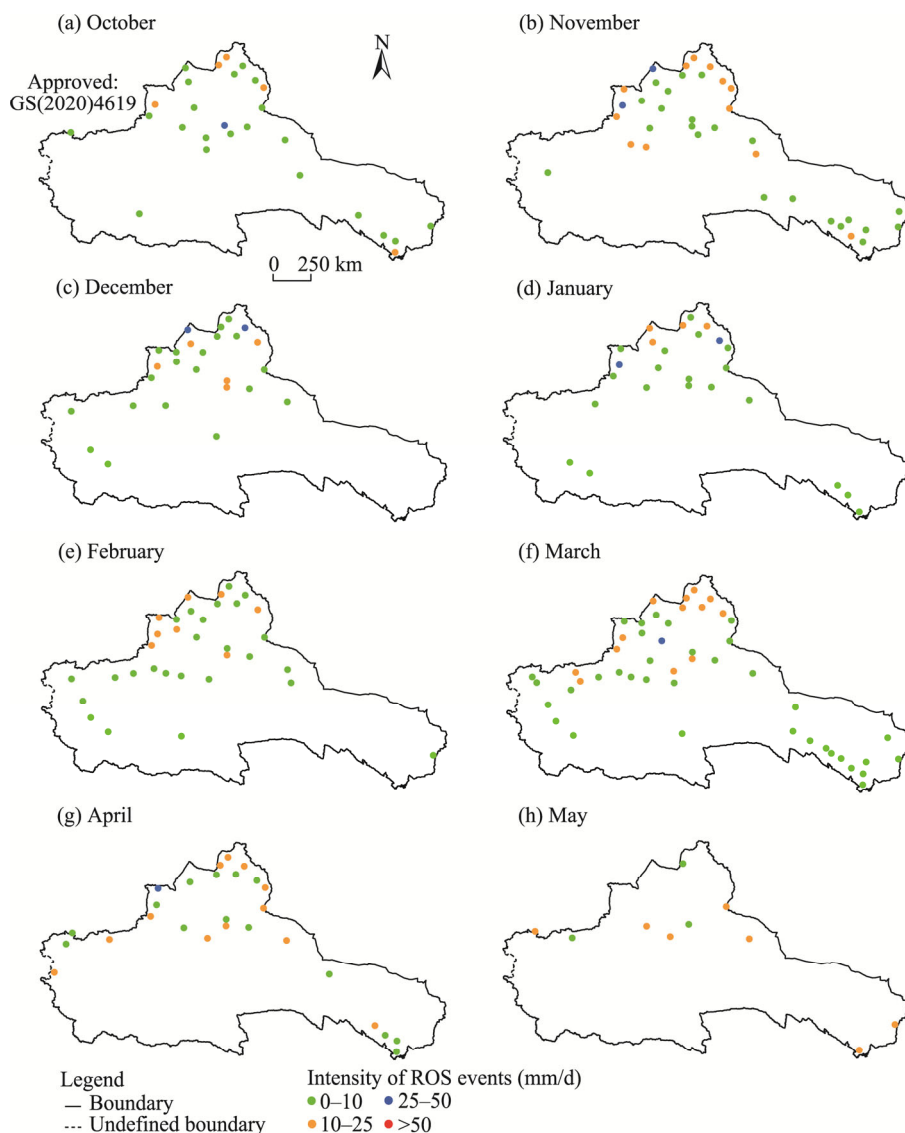 (a) October
(b) November
N
Approved:
GS(2020)4619
0 250 km
(c) December
(d) January
(e) February
(f) March
(g) April
(h) May
Legend
Boundary
Undefined boundary
Intensity of ROS events (mm/d)
0–10
25–50
10–25
>50